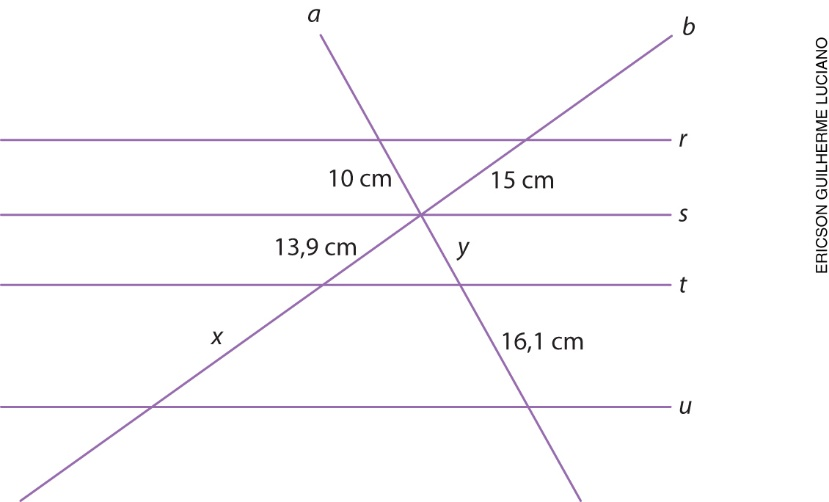 a
b
r
10 cm
15 cm
s
13,9 cm
y
t
x
16,1 cm
u
ERICSON GUILHERME LUCIANO